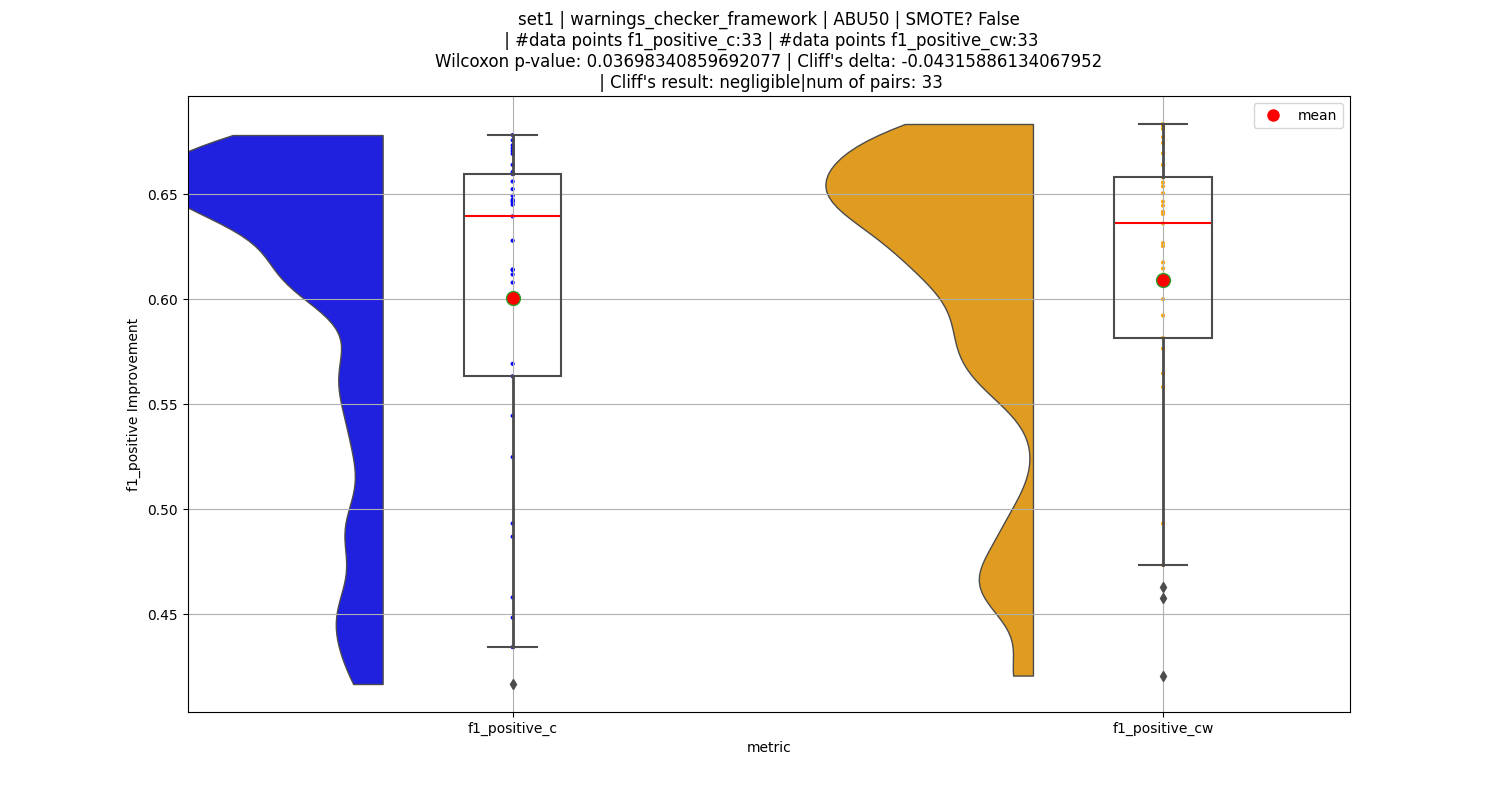 set1 | warnings_checker_framework | ABU50 | SMOTE? False
| #data points f1_positive_c:33 | #data points f1_positive_cw:33
Wilcoxon p-value: 0.03698340859692077 | Cliff's delta: -0.04315886134067952
| Cliff's result: negligible|num of pairs: 33
mean
f1_positive Improvement
0.65
0.60
0.55
0.50
0.45
f1_positive_c
f1_positive_cw
metric